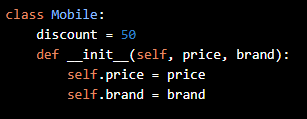 class Mobile:
    discount = 50
    def __init__(self, price, brand):
        self.price = price
        self.brand = brand